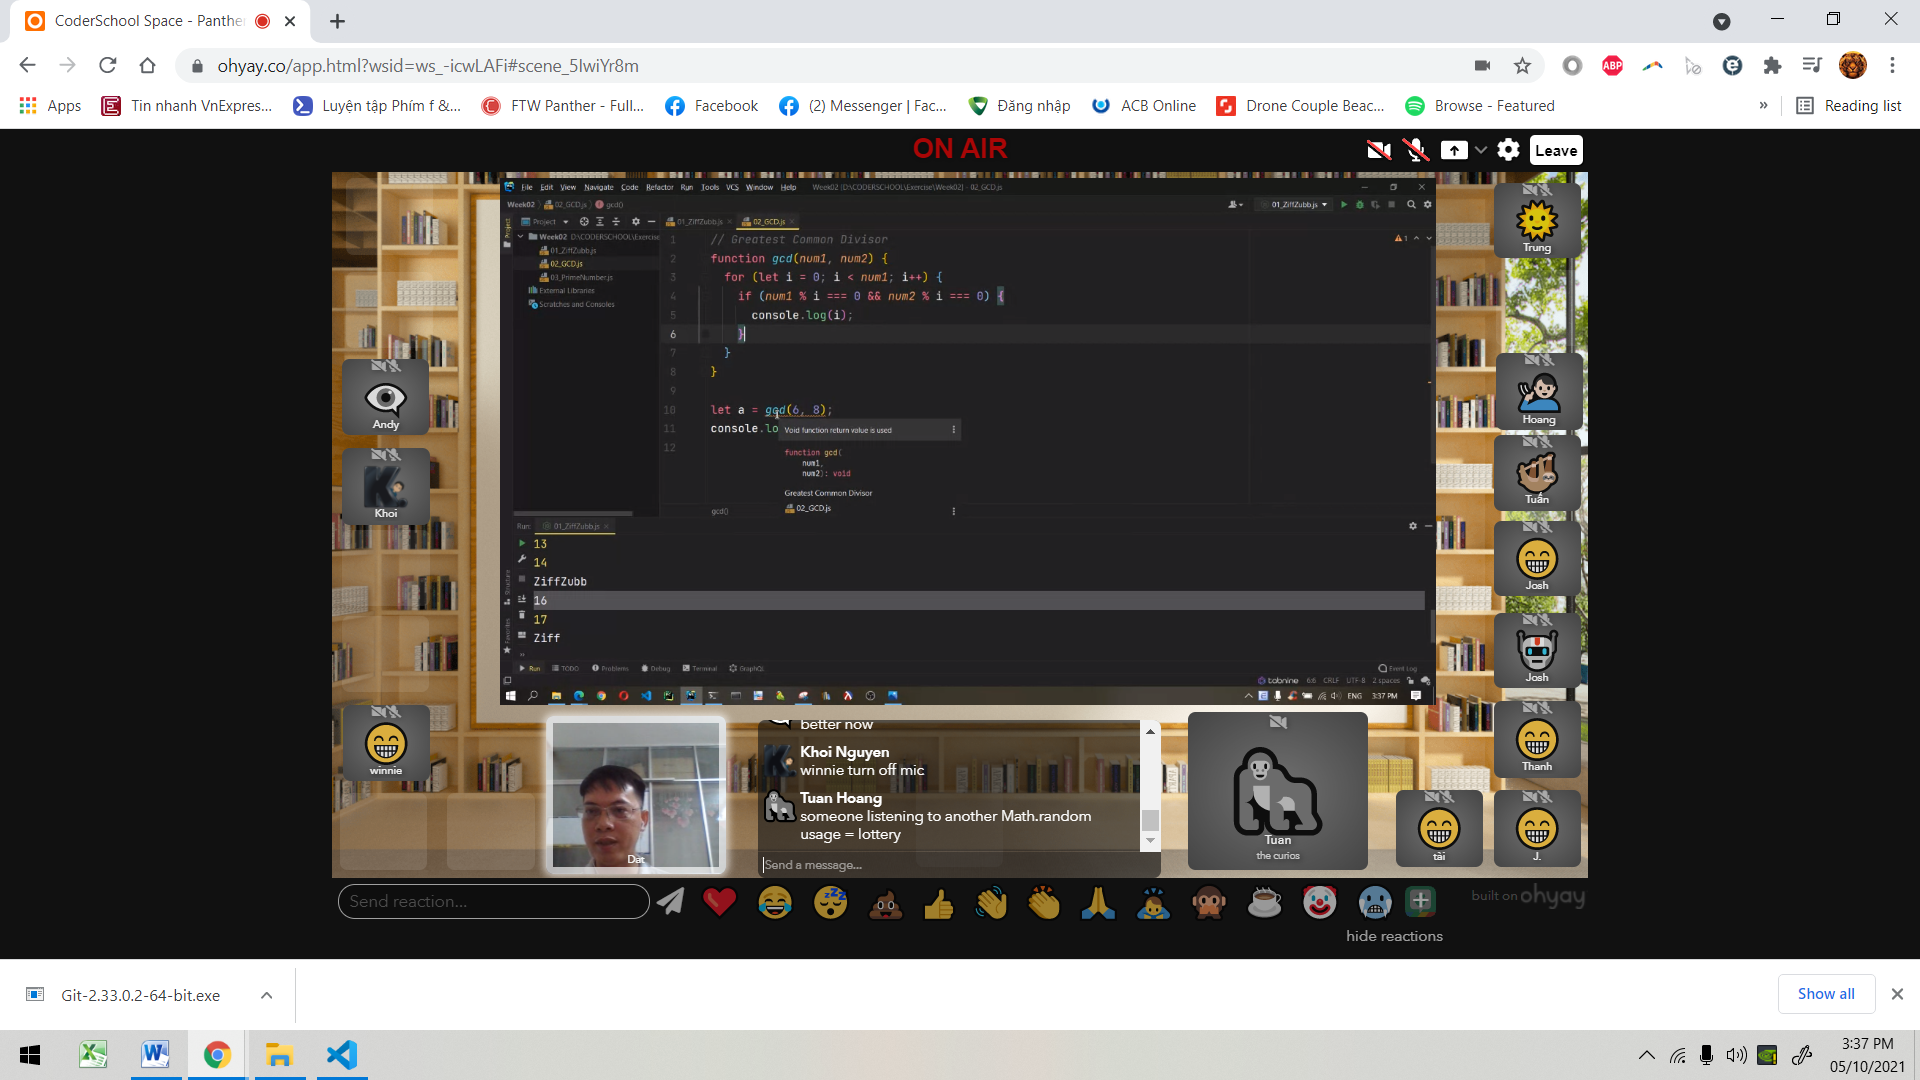 CoderSchool Space - Panthe
ohyay.co/app.html?wsid=ws_-icwLAFi#scene_5IwiYr8m
ABP
Apps
Tin nhanh VnExpres...
Luyện tập Phím f &...
FTW Panther - Full...
Facebook
(2) Messenger | Fac...
Đăng nhập
ACB Online
Drone Couple Beac...
Browse - Featured
»
Reading list
ON AIR
Leave
File Edit View Navigate Code Refactor Run Tools VCS Window Help Week02 [D:\CODERSCHOOL\Exercise\Week02] - 02_GCD.js
Week02 02_GCD.js gcd()
01_ZiffZubb.js
Project
01_ZiffZubb.js
02_GCD.js
Week02 D:\CODERSCHOOL\Exercise
01_ZiffZubb.js
02_GCD.js
03_PrimeNumber.js
External Libraries
Scratches and Consoles
1 // Greatest Common Divisor
2 function gcd(num1, num2) {
3 for (let i = 0; i < num1; i++) {
4 if (num1 % i === 0 && num2 % i === 0) {
5 console.log(i);
6 }
7 }
8 }
9
10 let a = gcd(6, 8);
11 console.lo
12
1
Void function return value is used
function gcd(
num1,
num2): void
Greatest Common Divisor
02_GCD.js
gcd()
Run: 01_ZiffZubb.js
13
14
ZiffZubb
16
17
Ziff
Structure
Favorites
Run TODO Problems Debug Terminal GraphQL
Event Log
tabnine 6:6 CRLF UTF-8 2 spaces
ENG 3:37 PM
Trung
Andy
Khoi
winnie
Hoang
Tuấn
Josh
Josh
Thanh
J.
tài
Dat
better now
Khoi Nguyen
winnie turn off mic
Tuan Hoang
someone listening to another Math.random
usage = lottery
Send a message...
Tuan
the curios
Send reaction...
built on ohyay
hide reactions
Git-2.33.0.2-64-bit.exe
Show all
3:37 PM
05/10/2021